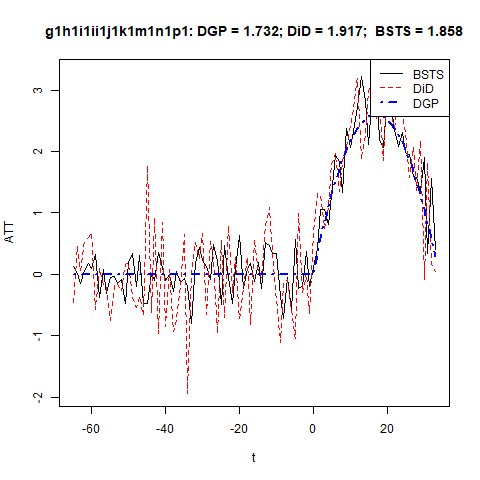 g1h1i1ii1j1k1m1n1p1: DGP = 1.732; DiD = 1.917;  BSTS = 1.858
BSTS
DiD
DGP
ATT
3
2
1
0
-1
-2
-60
-40
-20
0
20
t